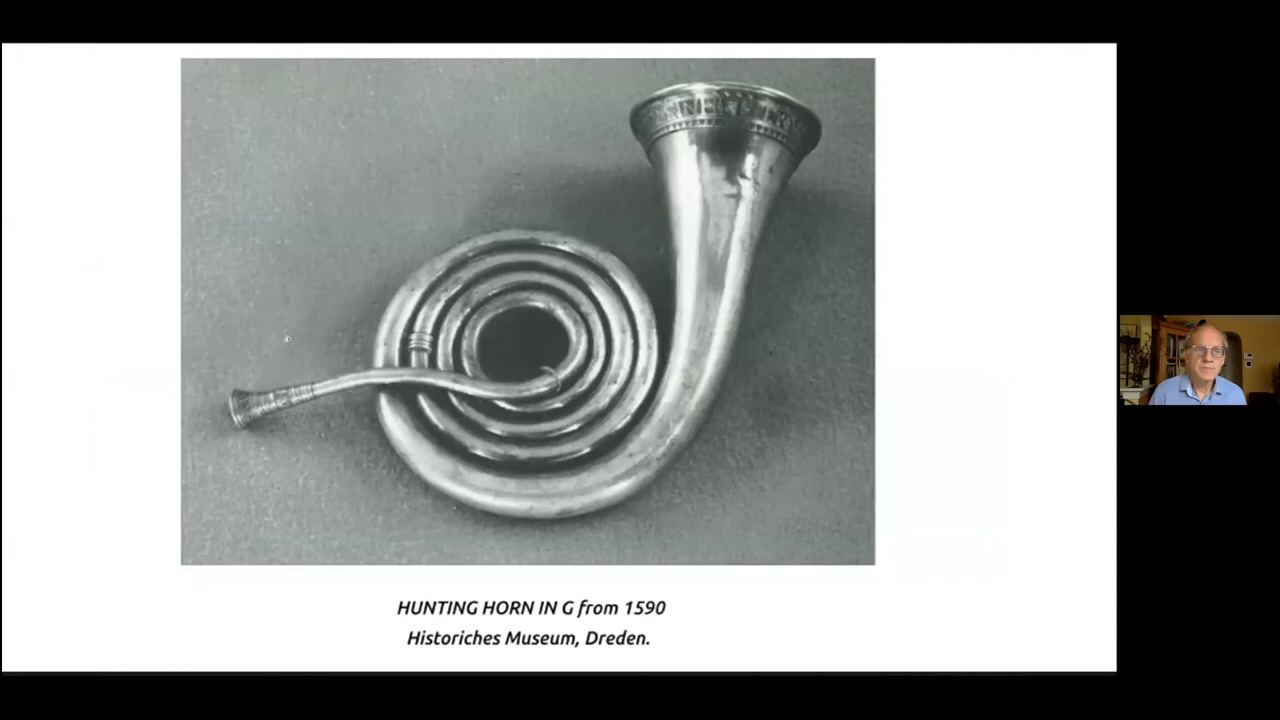 HUNTING HORN IN G from 1590
Historiches Museum, Dreden.